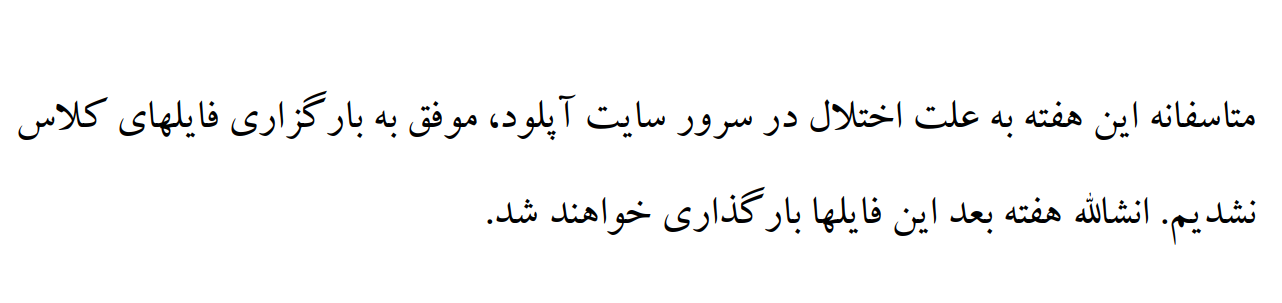 متاسفانه این هفته به علت اختلال در سرور سایت آپلود، موفق به بارگزاری فایلهای کلاس
نشدیم. انشالله هفته بعد این فایلها بارگذاری خواهند شد.